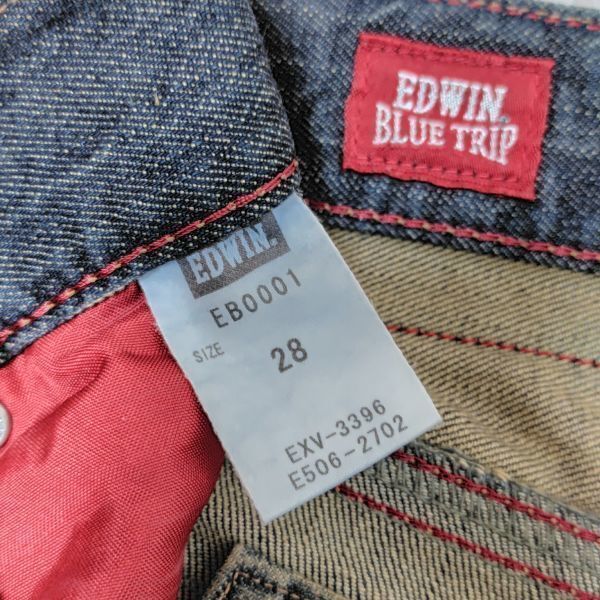 EDWIN.
BLUE TRIP
EDWIN.
EB0001
SIZE 28
EXV-3396
E506-2702